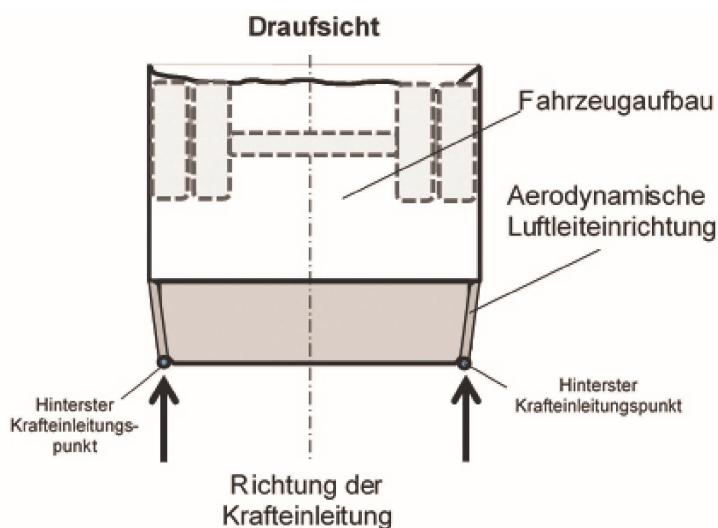 Draufsicht
Fahrzeugaufbau
Aerodynamische
Luftleiteinrichtung
Hinterster
Krafteinleitungs-
punkt
Hinterster
Krafteinleitungspunkt
Richtung der
Krafteinleitung